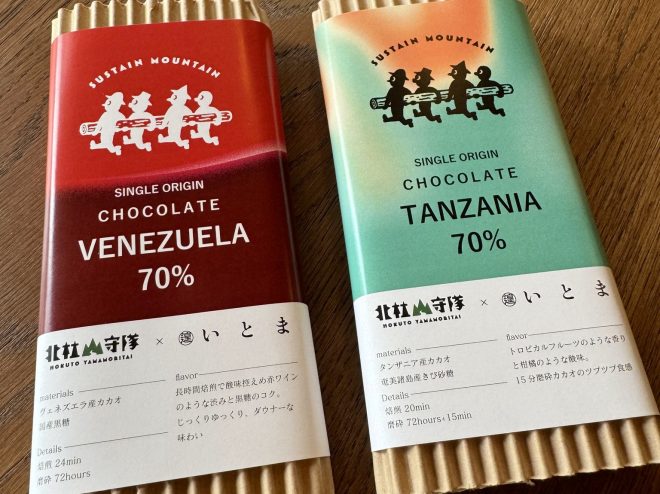 SUSTAIN MOUNTAIN
SINGLE ORIGIN
CHOCOLATE
VENEZUELA
70%
北杜山守隊
HOKUTO YAMAMORITAI
×
いとま
materials
ヴェネズエラ産カカオ
国産黒糖
Details
焙煎 24min
磨砕 72hours
flavor
長時間焙煎で酸味控えめ赤ワイン
のような渋みと黒糖のコク。
じっくりゆっくり、ダウナーな
味わい
SUSTAIN MOUNTAIN
SINGLE ORIGIN
CHOCOLATE
TANZANIA
70%
北杜山守隊
HOKUTO YAMAMORITAI
×
いとま
materials
タンザニア産カカオ
奄美諸島産きび砂糖
Details
焙煎 20min
磨砕 72hours+15min
flavor
トロピカルフルーツのような香り
と柑橘のような酸味。
15分磨砕カカオのツブツブ食感